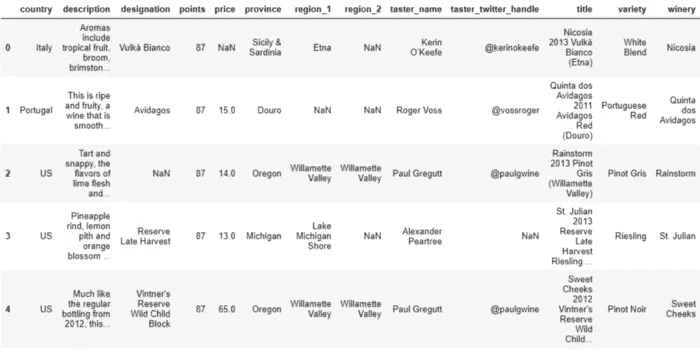 country description designation points price province region_1 region_2 taster_name taster_twitter_handle title variety winery
0
Italy
Aromas
include
tropical fruit,
broom,
brimston...
Vulkà Bianco
87
NaN
Sicily &
Sardinia
Etna
NaN
Kerin
O'Keefe
@kerinokeefe
Nicosia
2013 Vulkà
Bianco
(Etna)
White
Blend
Nicosia
1
Portugal
This is ripe
and fruity, a
wine that is
smooth...
Avidagos
87
15.0
Douro
NaN
NaN
Roger Voss
@vossroger
Quinta dos
Avidagos
2011
Avidagos
Red
(Douro)
Portuguese
Red
Quinta
dos
Avidagos
2
US
Tart and
snappy, the
flavors of
lime flesh
and...
NaN
87
14.0
Oregon
Willamette
Valley
Willamette
Valley
Paul Gregutt
@paulgwine
Rainstorm
2013 Pinot
Gris
(Willamette
Valley)
Pinot Gris
Rainstorm
3
US
Pineapple
rind, lemon
pith and
orange
blossom ...
Reserve
Late Harvest
87
13.0
Michigan
Lake
Michigan
Shore
NaN
Alexander
Peartree
NaN
St. Julian
2013
Reserve
Late
Harvest
Riesling ...
Riesling
St. Julian
4
US
Much like
the regular
bottling from
2012, this...
Vintner's
Reserve
Wild Child
Block
87
65.0
Oregon
Willamette
Valley
Willamette
Valley
Paul Gregutt
@paulgwine
Sweet
Cheeks
2012
Vintner's
Reserve
Wild
Child...
Pinot Noir
Sweet
Cheeks